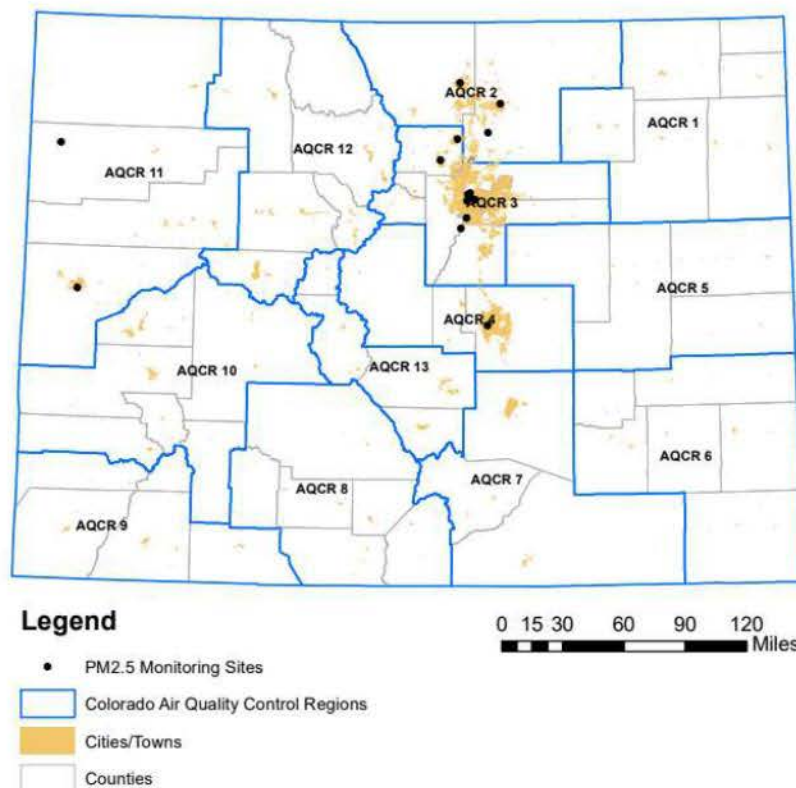 AQCR 2
AQCR 1
AQCR 12
AQCR 11
AQCR 3
AQCR 5
AQCR 4
AQCR 13
AQCR 10
AQCR 6
AQCR 7
AQCR 8
AQCR 9
Legend
0 15 30 60 90 120
Miles
PM2.5 Monitoring Sites
Colorado Air Quality Control Regions
Cities/Towns
Counties